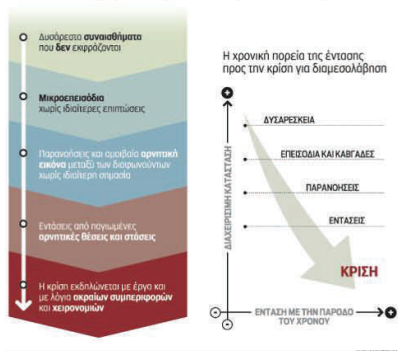 Δυσάρεστα συναισθήματα
που δεν εκφράζονται
Μικροεπεισόδια
χωρίς ιδιαίτερες επιπτώσεις
Παρανοήσεις και αμοιβαία αρνητική
εικόνα μεταξύ των διαφωνούντων
χωρίς ιδιαίτερη σημασία
Εντάσεις από παγιωμένες
αρνητικές θέσεις και στάσεις
Η κρίση εκδηλώνεται με έργα και
με λόγια ακραίων συμπεριφορών
και χειρονομιών
Η χρονική πορεία της έντασης
προς την κρίση για διαμεσολάβηση
ΔΙΑΧΕΙΡΙΣΙΜΗ ΚΑΤΑΣΤΑΣΗ
ΔΥΣΑΡΕΣΚΕΙΑ
ΕΠΕΙΣΟΔΙΑ ΚΑΙ ΚΑΒΓΑΔΕΣ
ΠΑΡΑΝΟΗΣΕΙΣ
ΕΝΤΑΣΕΙΣ
ΚΡΙΣΗ
ΕΝΤΑΣΗ ΜΕ ΤΗΝ ΠΑΡΟΔΟ
ΤΟΥ ΧΡΟΝΟΥ